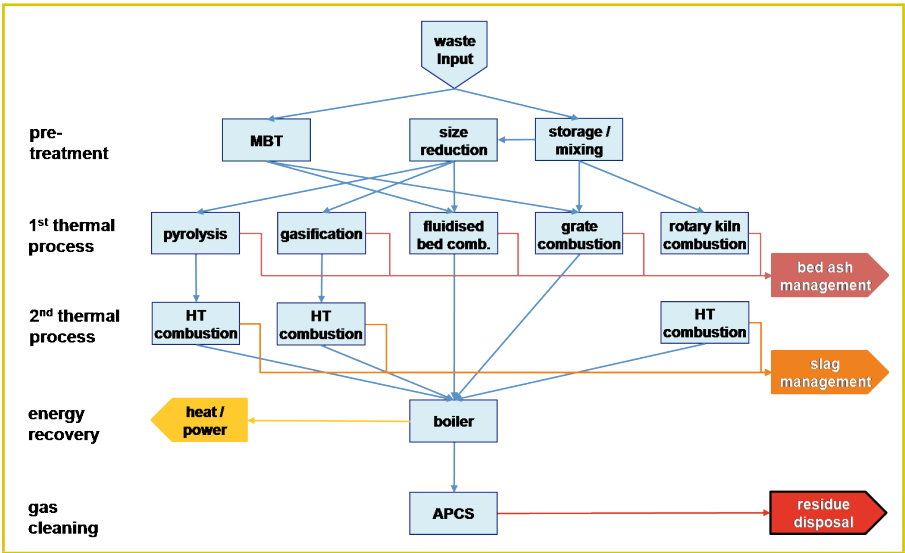 waste
Input
pre-
treatment
MBT
size
reduction
storage /
mixing
1st thermal
process
pyrolysis
gasification
fluidised
bed comb.
grate
combustion
rotary kiln
combustion
bed ash
management
2nd thermal
process
HT
combustion
HT
combustion
HT
combustion
slag
management
energy
recovery
heat /
power
boiler
gas
cleaning
APCS
residue
disposal